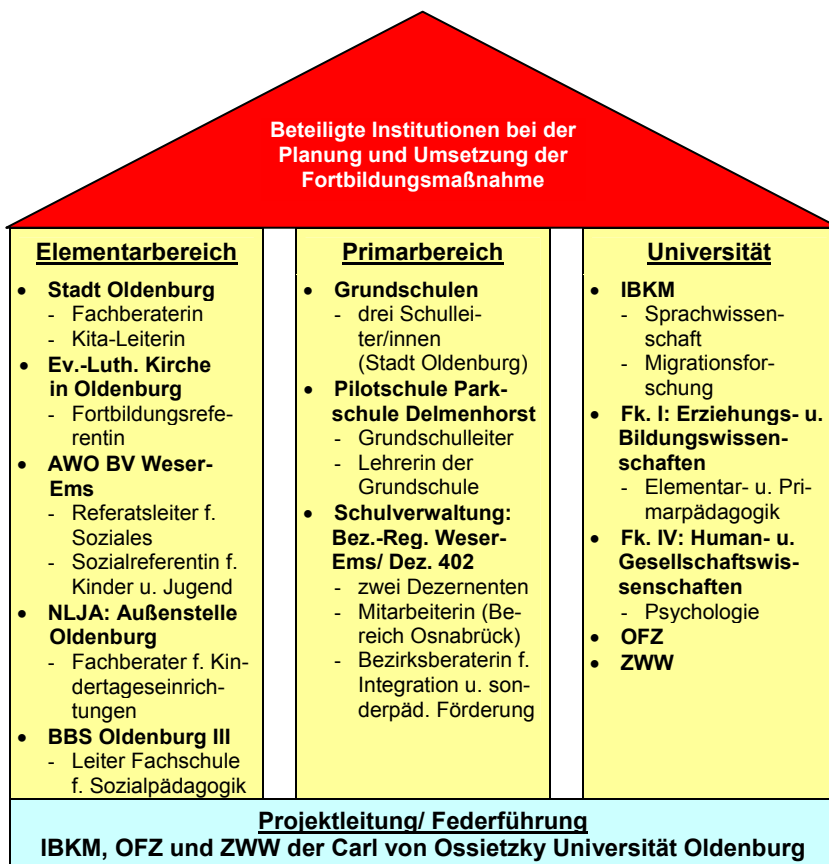 Beteiligte Institutionen bei der
Planung und Umsetzung der
Fortbildungsmaßnahme
Elementarbereich
• Stadt Oldenburg
- Fachberaterin
- Kita-Leiterin
• Ev.-Luth. Kirche
in Oldenburg
- Fortbildungsrefe-
rentin
• AWO BV Weser-
Ems
- Referatsleiter f.
Soziales
- Sozialreferentin f.
Kinder u. Jugend
• NLJA: Außenstelle
Oldenburg
- Fachberater f. Kin-
dertageseinrich-
tungen
• BBS Oldenburg III
- Leiter Fachschule
f. Sozialpädagogik
Primarbereich
• Grundschulen
- drei Schullei-
ter/innen
(Stadt Oldenburg)
• Pilotschule Park-
schule Delmenhorst
- Grundschulleiter
- Lehrerin der
Grundschule
• Schulverwaltung:
Bez.-Reg. Weser-
Ems/ Dez. 402
- zwei Dezernenten
- Mitarbeiterin (Be-
reich Osnabrück)
- Bezirksberaterin f.
Integration u. son-
derpäd. Förderung
Universität
• IBKM
- Sprachwissen-
schaft
- Migrationsfor-
schung
• Fk. I: Erziehungs- u.
Bildungswissen-
schaften
- Elementar- u. Pri-
marpädagogik
• Fk. IV: Human- u.
Gesellschaftswis-
senschaften
- Psychologie
• OFZ
• ZWW
Projektleitung/ Federführung
IBKM, OFZ und ZWW der Carl von Ossietzky Universität Oldenburg